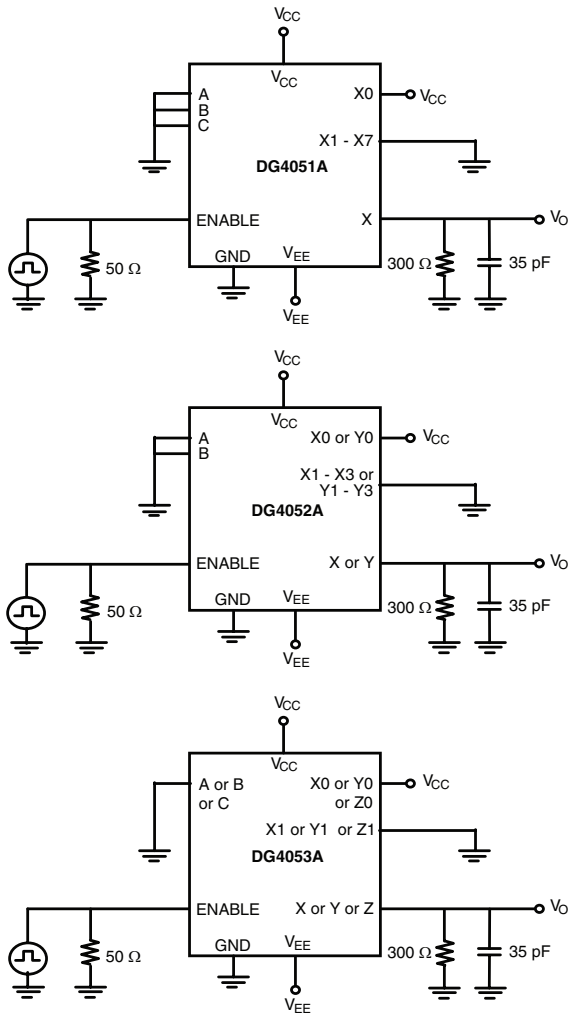 VCC
VCC
A
B
C
X0
VCC
X1 - X7
DG4051A
ENABLE
X
VO
GND
VEE
50 Ω
300 Ω
35 pF
VEE
VCC
VCC
A
B
X0 or Y0
VCC
X1 - X3 or
Y1 - Y3
DG4052A
ENABLE
X or Y
VO
GND
VEE
50 Ω
300 Ω
35 pF
VEE
VCC
VCC
A or B
or C
X0 or Y0
or Z0
VCC
X1 or Y1 or Z1
DG4053A
ENABLE
X or Y or Z
VO
GND
VEE
50 Ω
300 Ω
35 pF
VEE